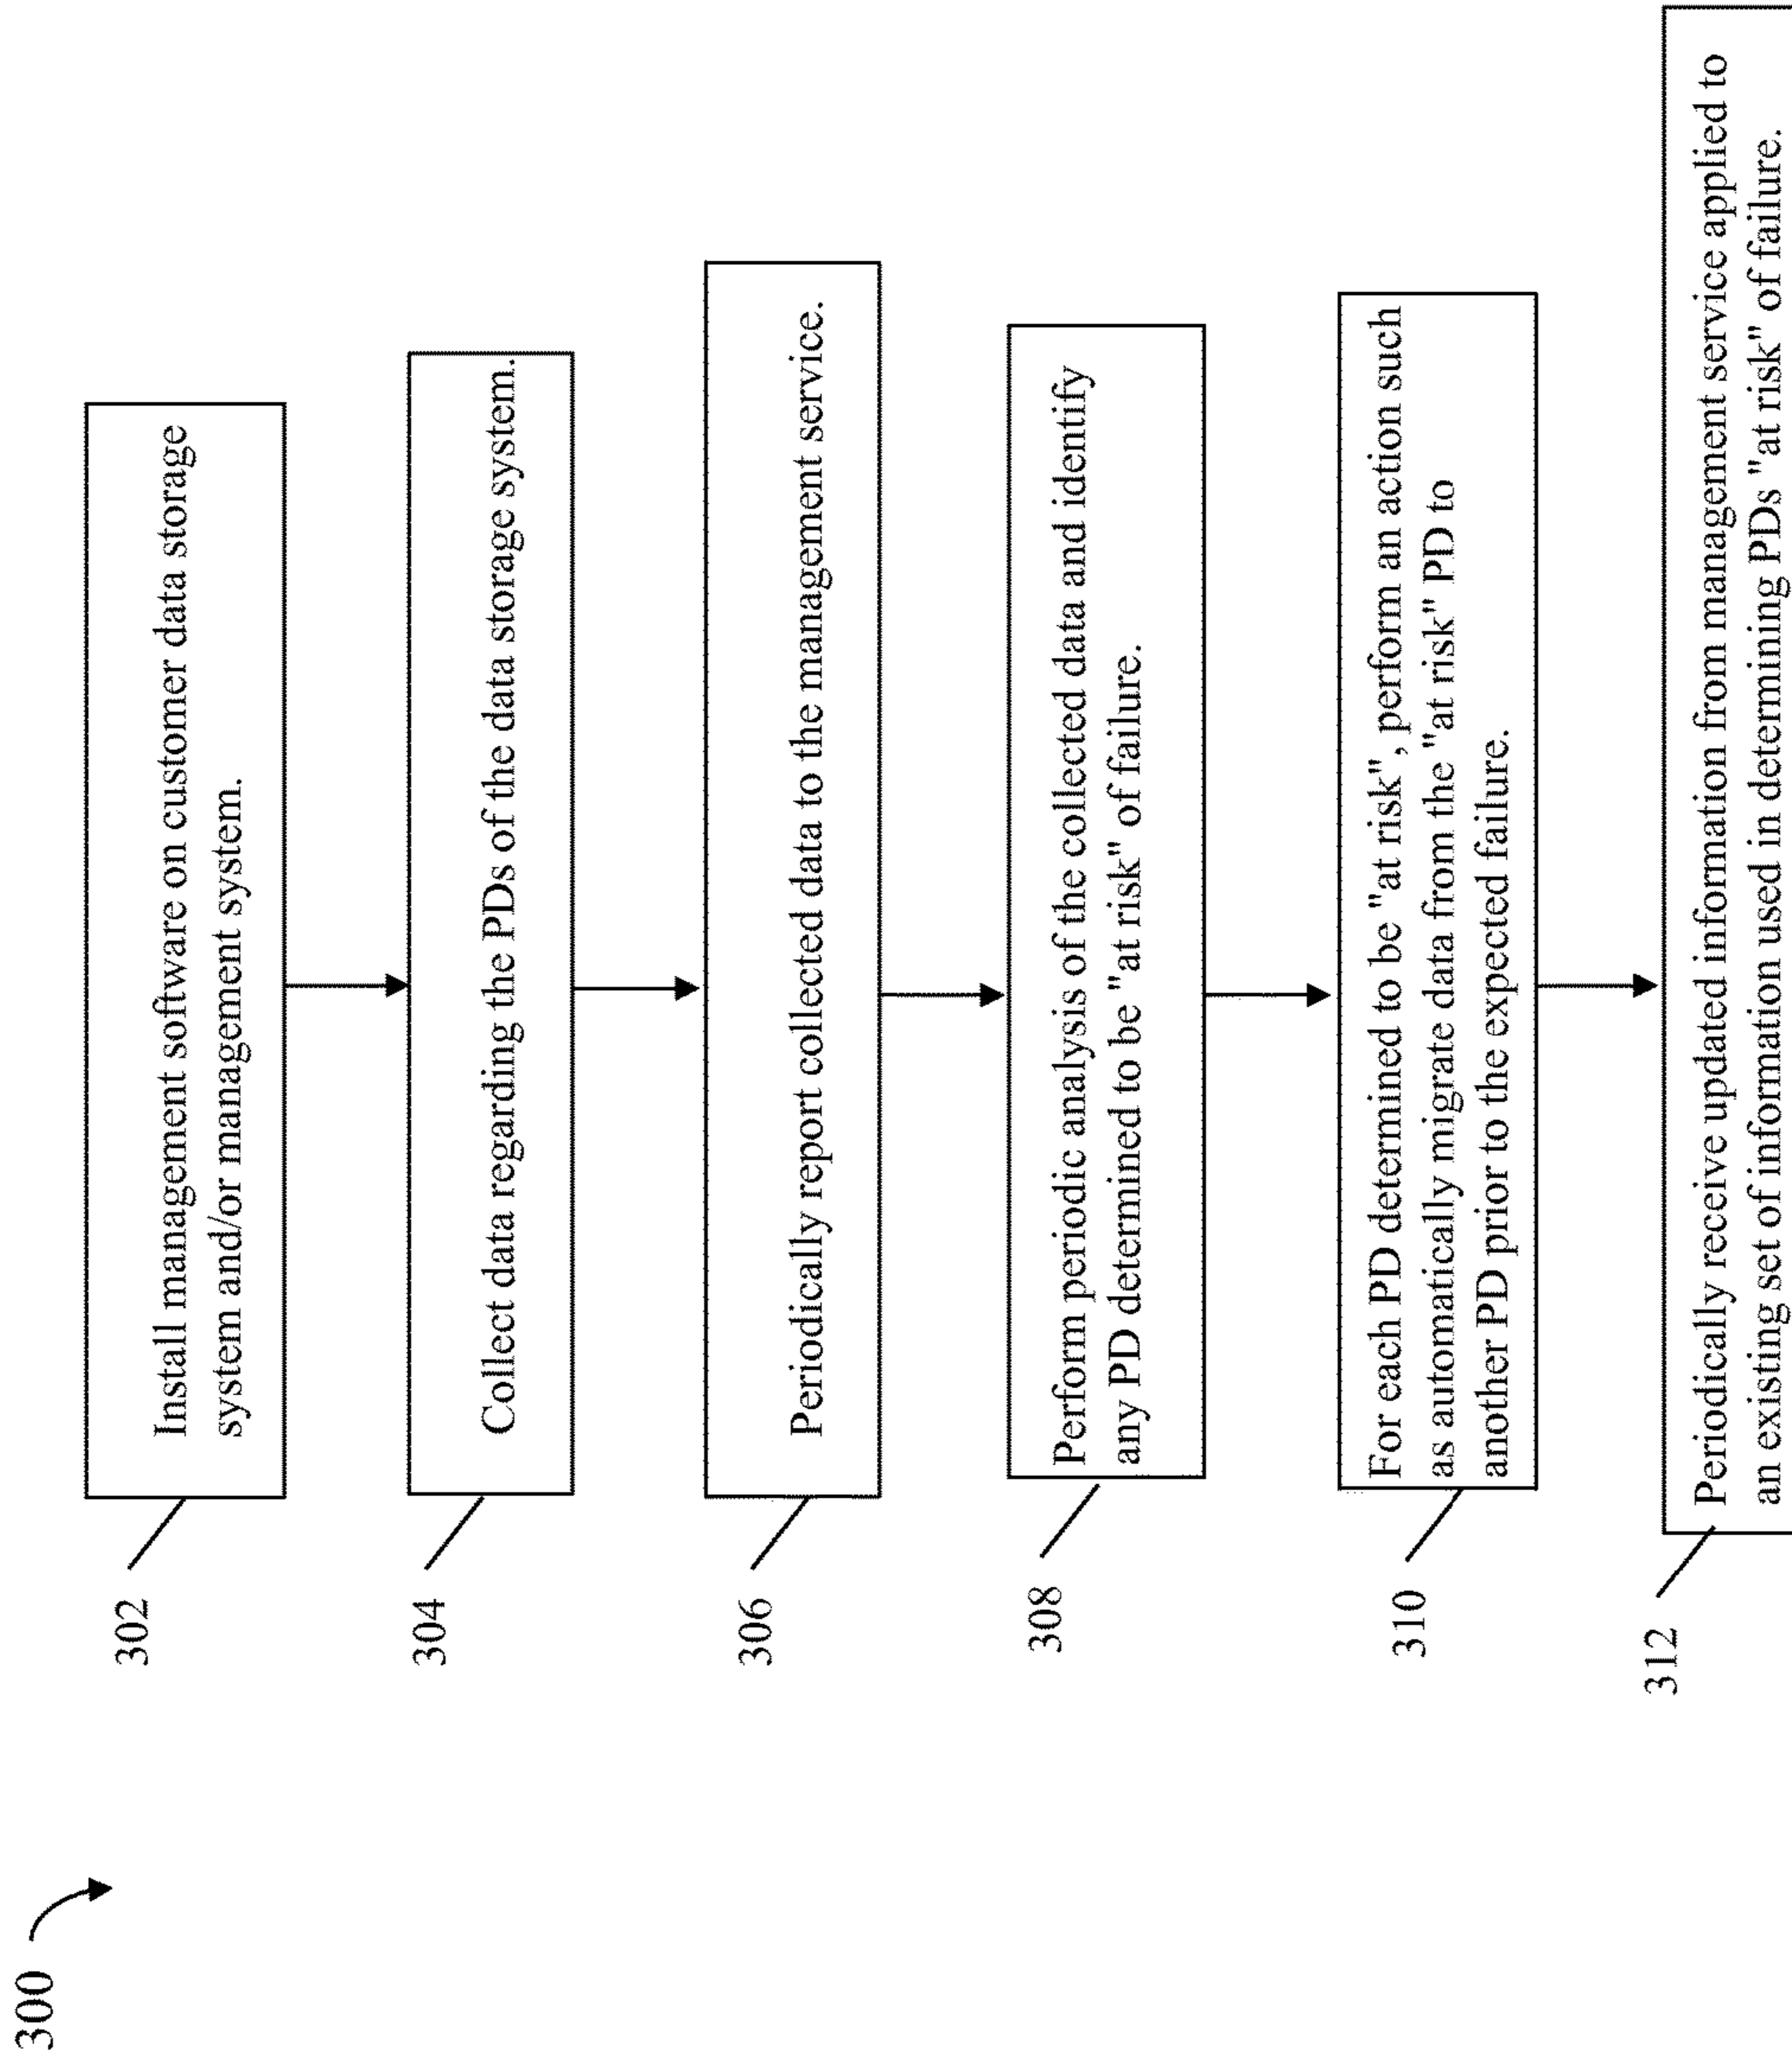 300
302
Install management software on customer data storage
system and/or management system.
304
Collect data regarding the PDs of the data storage system.
306
Periodically report collected data to the management service.
308
Perform periodic analysis of the collected data and identify
any PD determined to be "at risk" of failure.
310
For each PD determined to be "at risk", perform an action such
as automatically migrate data from the "at risk" PD to
another PD prior to the expected failure.
312
Periodically receive updated information from management service applied to
an existing set of information used in determining PDs "at risk" of failure.